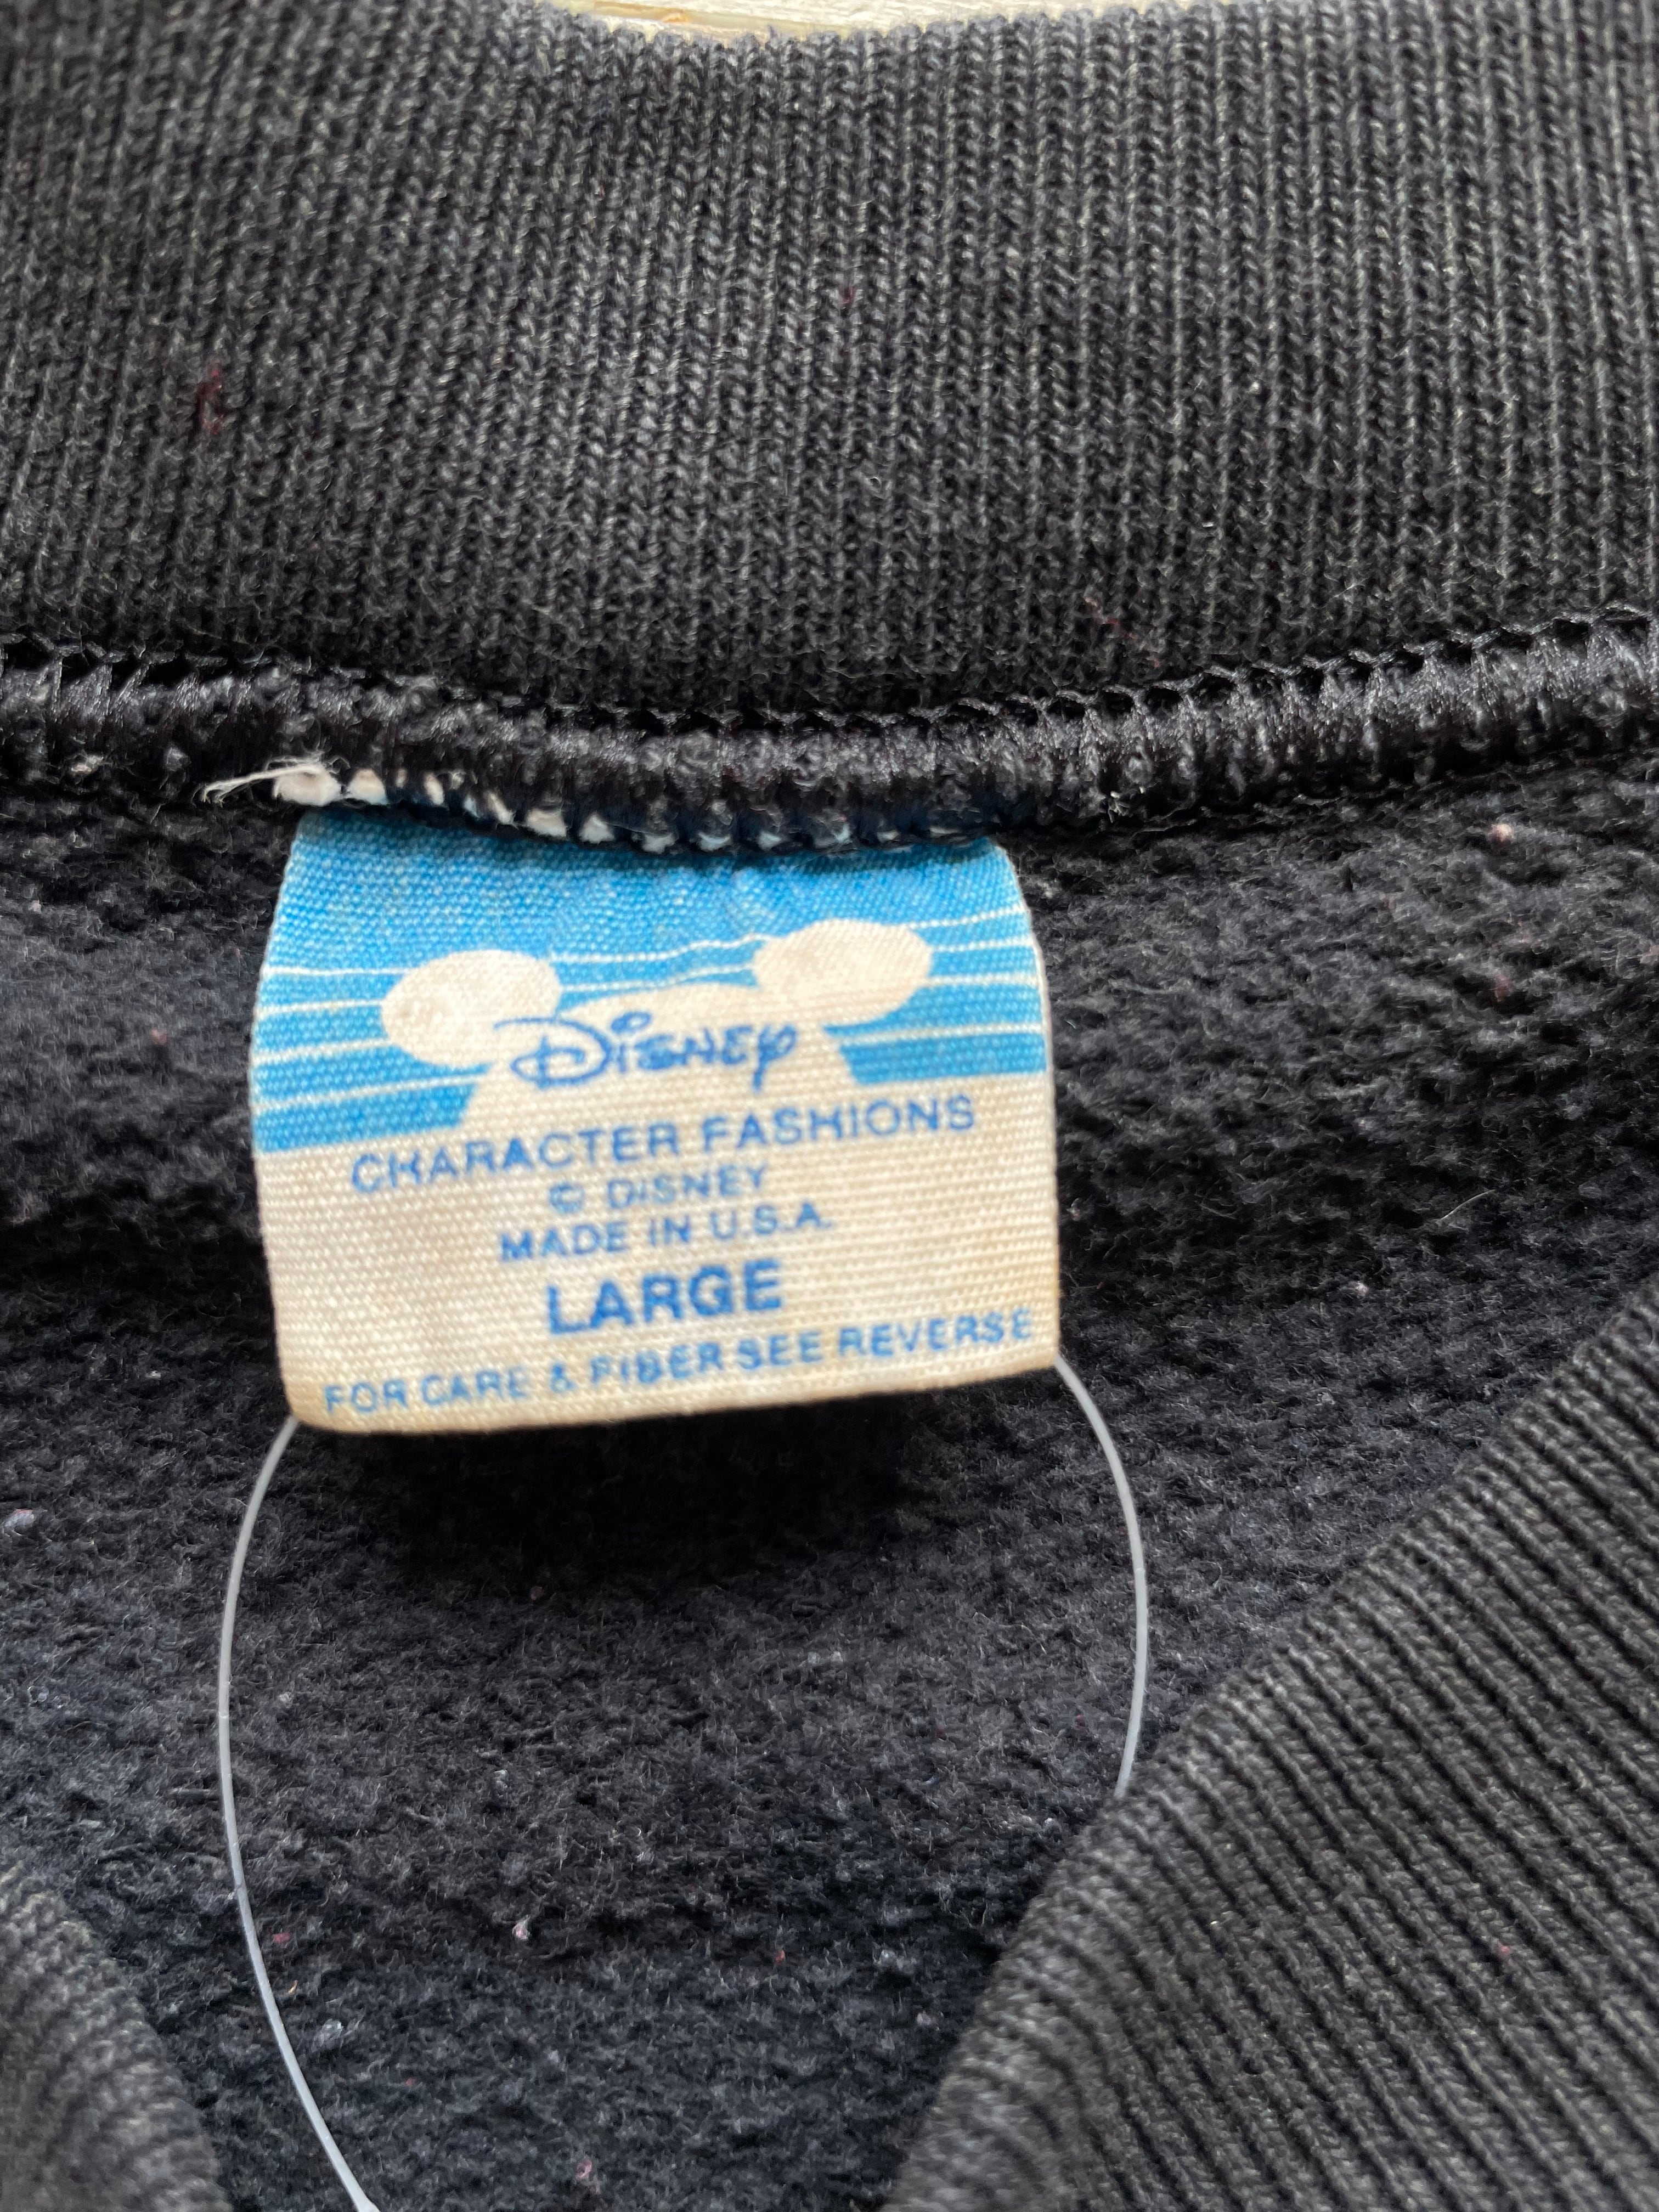 Disney
CHARACTER FASHIONS
© DISNEY
MADE IN U.S.A.
LARGE
FOR CARE & FIBER SEE REVERSE